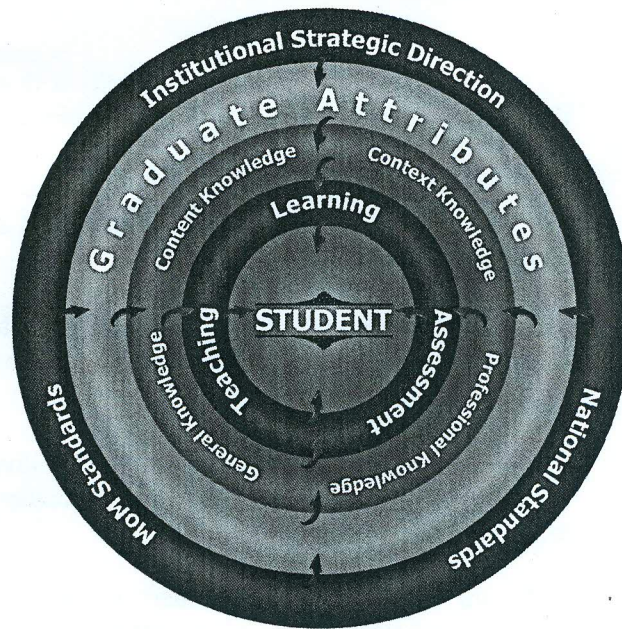 Institutional Strategic Direction
Graduate Attributes
Content Knowledge
Context Knowledge
Learning
STUDENT
Teaching
Assessment
General Knowledge
Professional Knowledge
MoM Standards
National Standards